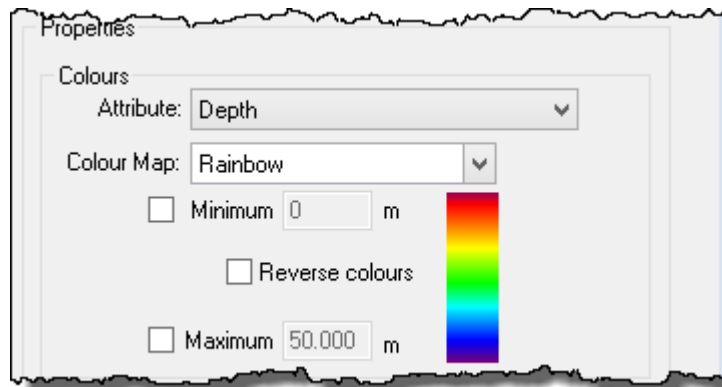 Properties
Colours
Attribute: Depth
Colour Map: Rainbow
Minimum 0 m
Reverse colours
Maximum 50.000 m